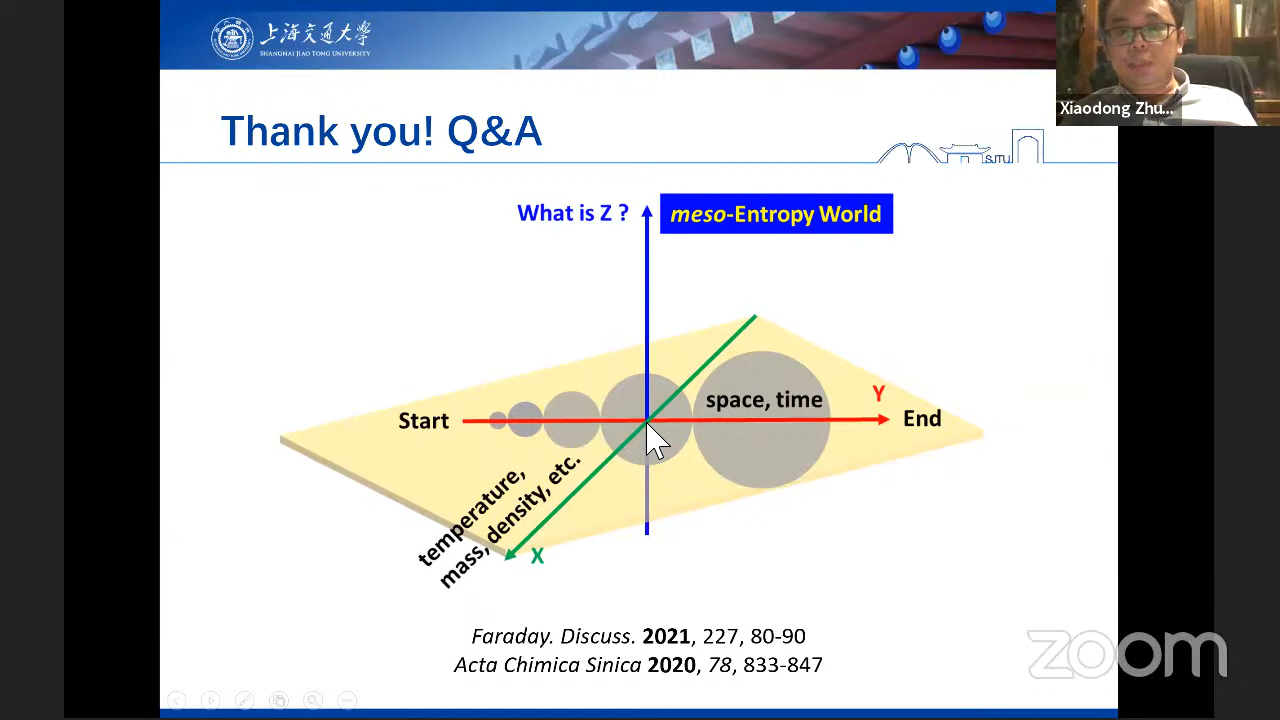 上海交通大学
SHANGHAI JIAO TONG UNIVERSITY
Xiaodong Zhu...
Thank you! Q&A
SJTU
What is Z ?
meso-Entropy World
space, time
Y
Start
End
temperature,
mass, density, etc.
X
Faraday. Discuss. 2021, 227, 80-90
Acta Chimica Sinica 2020, 78, 833-847
zoom